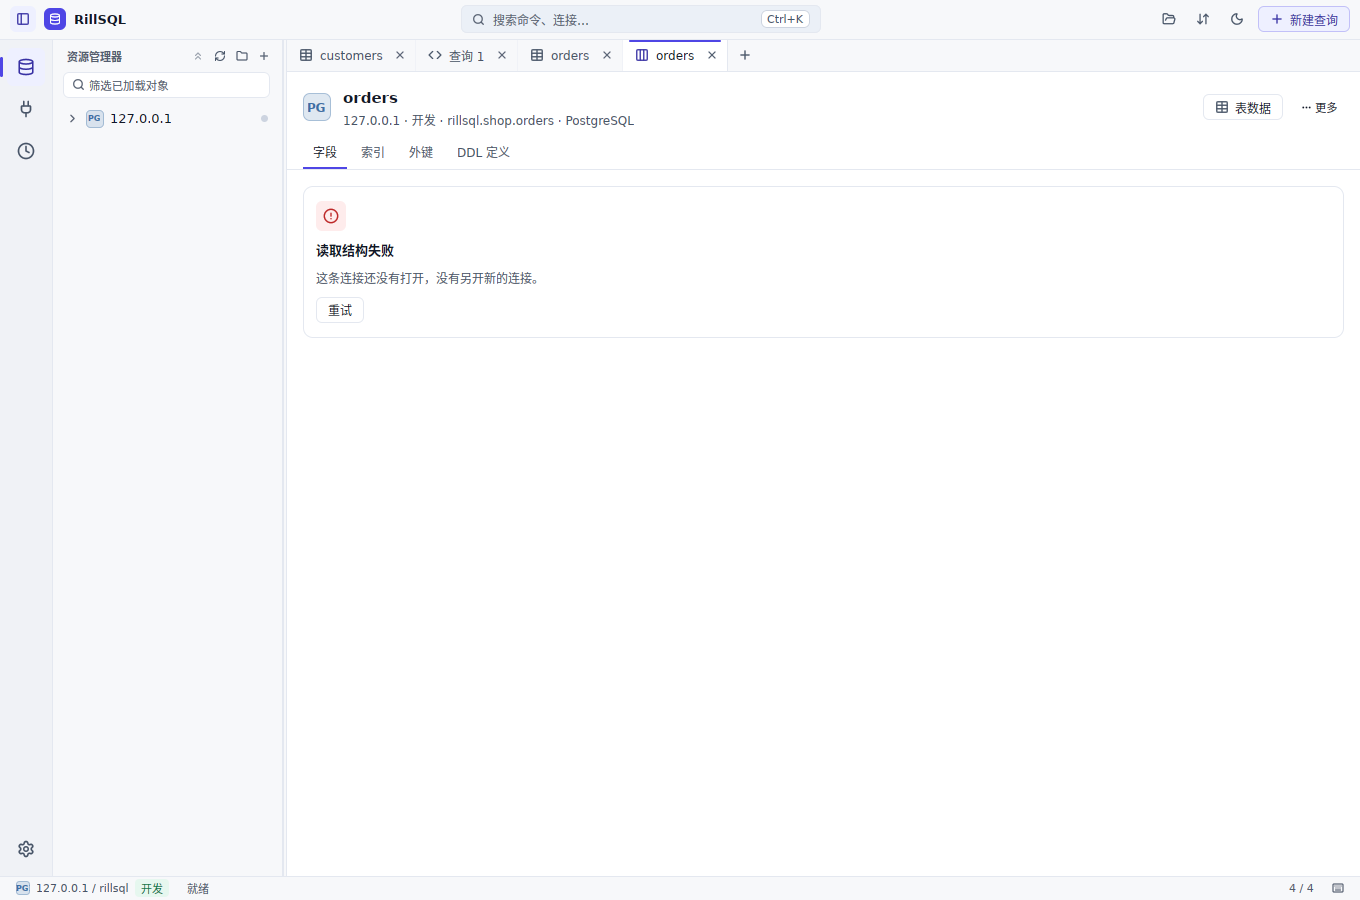 RillSQL
搜索命令、连接…
Ctrl+K
新建查询
资源管理器
筛选已加载对象
PG 127.0.0.1
customers
查询 1
orders
orders
PG
orders
127.0.0.1 · 开发 · rillsql.shop.orders · PostgreSQL
表数据
更多
字段
索引
外键
DDL 定义
读取结构失败
这条连接还没有打开，没有另开新的连接。
重试
PG 127.0.0.1 / rillsql 开发 就绪
4 / 4